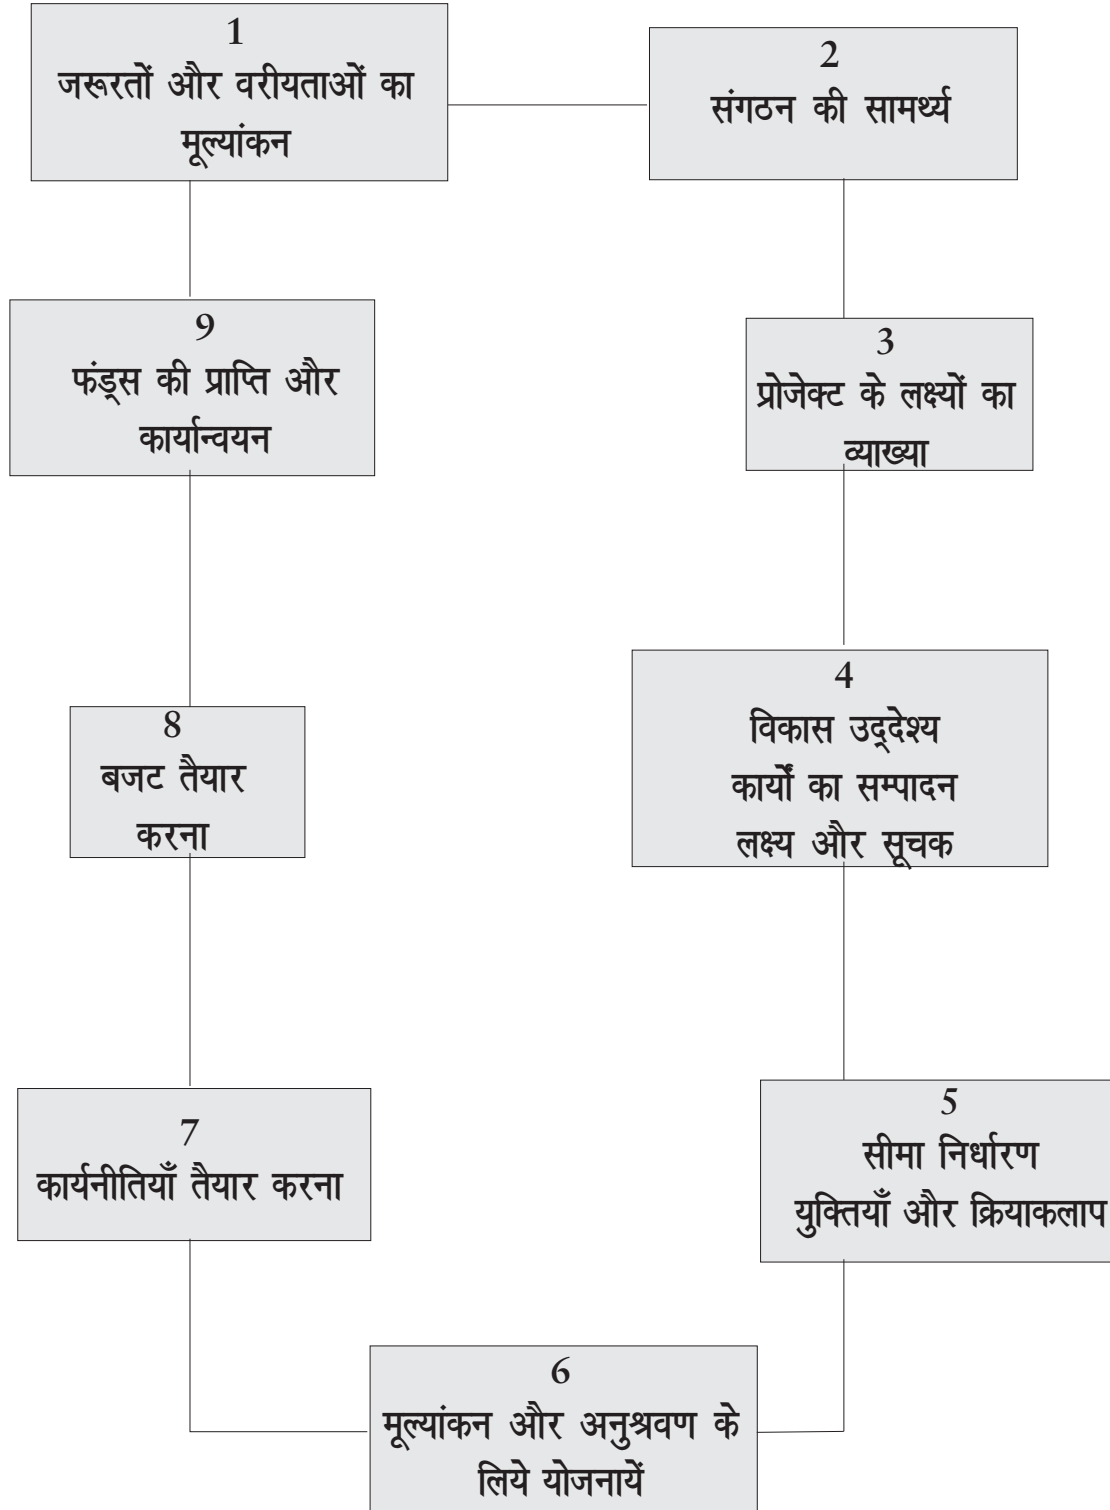 1
जरूरतों और वरीयताओं का
मूल्यांकन
2
संगठन की सामर्थ्य
3
प्रोजेक्ट के लक्ष्यों का
व्याख्या
4
विकास उद्देश्य
कार्यों का सम्पादन
लक्ष्य और सूचक
5
सीमा निर्धारण
युक्तियाँ और क्रियाकलाप
6
मूल्यांकन और अनुश्रवण के
लिये योजनायें
7
कार्यनीतियाँ तैयार करना
8
बजट तैयार
करना
9
फंड्स की प्राप्ति और
कार्यान्वयन